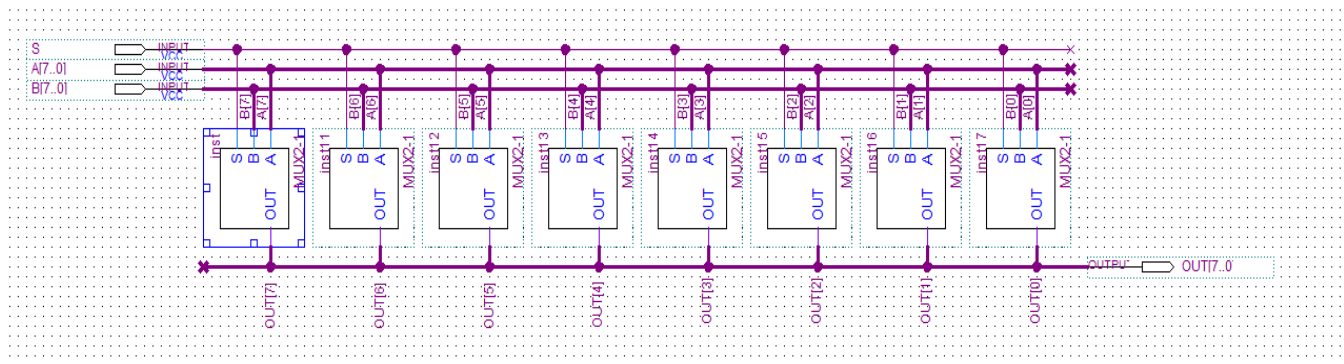 S INPUT VCC
A[7..0] INPUT VCC
B[7..0] INPUT VCC
B[7] A[7] B[6] A[6] B[5] A[5] B[4] A[4] B[3] A[3] B[2] A[2] B[1] A[1] B[0] A[0]
inst MUX2-1 inst11 MUX2-1 inst12 MUX2-1 inst13 MUX2-1 inst14 MUX2-1 inst15 MUX2-1 inst16 MUX2-1 inst17 MUX2-1
S B A S B A S B A S B A S B A S B A S B A S B A
OUT OUT OUT OUT OUT OUT OUT OUT
OUTPUT OUT[7..0
OUT[7] OUT[6] OUT[5] OUT[4] OUT[3] OUT[2] OUT[1] OUT[0]